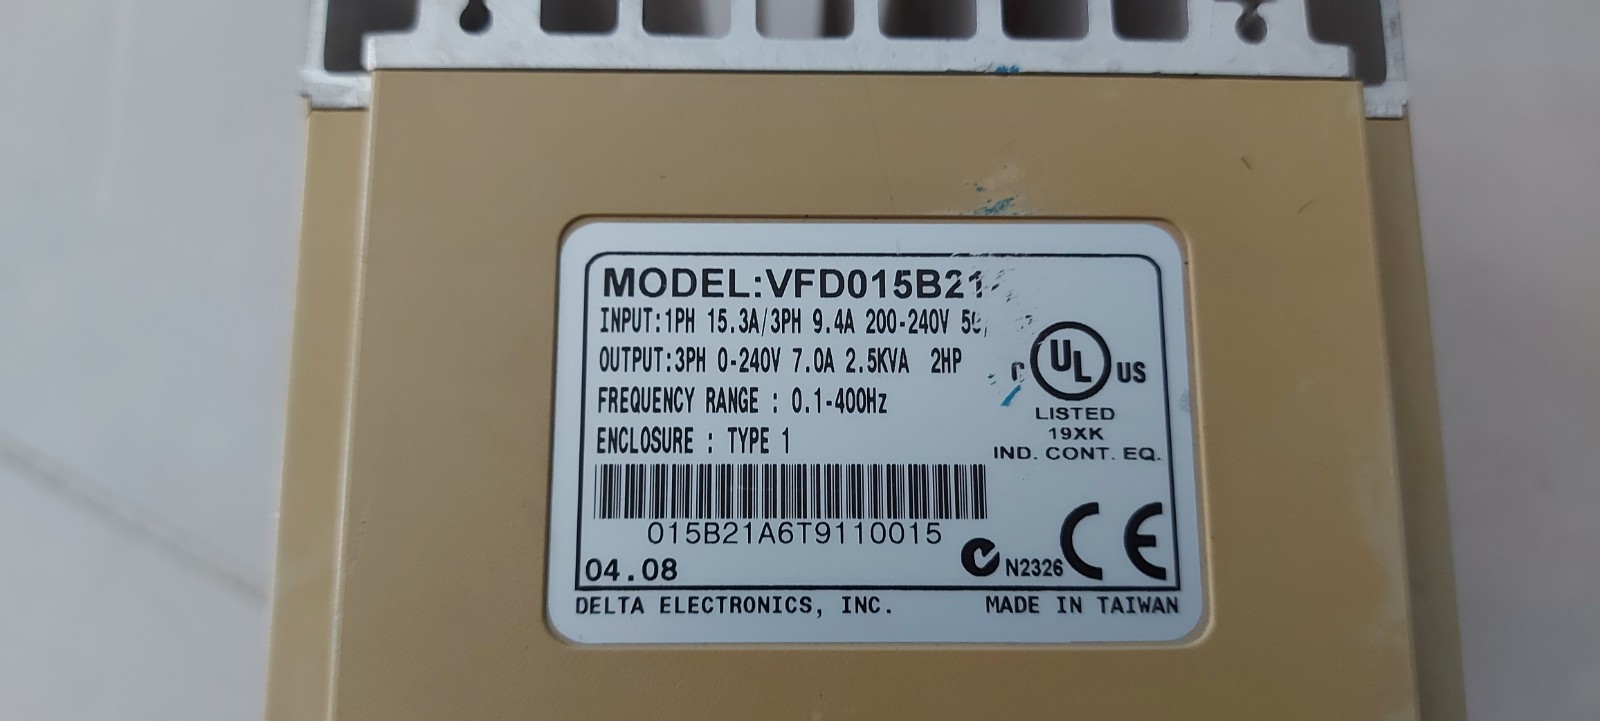 MODEL:VFD015B21
INPUT:1PH 15.3A/3PH 9.4A 200-240V
OUTPUT:3PH 0-240V 7.0A 2.5KVA 2HP
FREQUENCY RANGE : 0.1-400Hz
ENCLOSURE : TYPE 1
C UL US
LISTED
19XK
IND. CONT. EQ.
015B21A6T9110015
04.08
N2326 CE
DELTA ELECTRONICS, INC. MADE IN TAIWAN